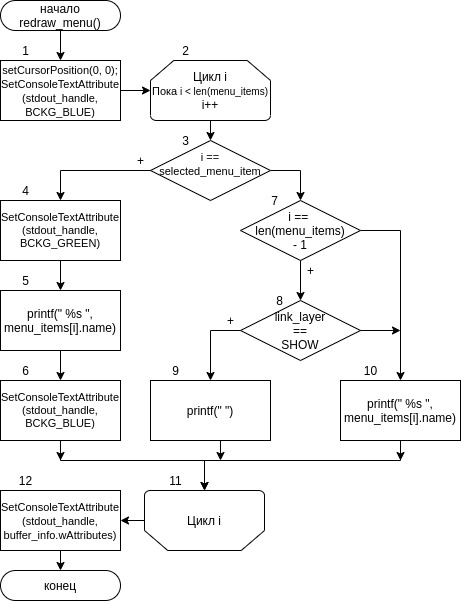 начало
redraw_menu()
1
setCursorPosition(0, 0);
SetConsoleTextAttribute
(stdout_handle,
BCKG_BLUE)
2
Цикл i
Пока i < len(menu_items)
i++
3
i ==
selected_menu_item
+
4
SetConsoleTextAttribute
(stdout_handle,
BCKG_GREEN)
7
i ==
len(menu_items)
- 1
+
5
printf(" %s ",
menu_items[i].name)
8
link_layer
==
SHOW
+
6
SetConsoleTextAttribute
(stdout_handle,
BCKG_BLUE)
9
printf(" ")
10
printf(" %s ",
menu_items[i].name)
12
SetConsoleTextAttribute
(stdout_handle,
buffer_info.wAttributes)
11
Цикл i
конец